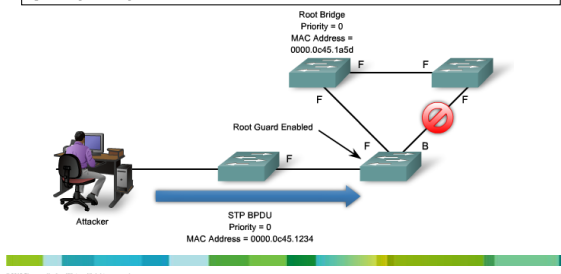 Root Bridge
Priority = 0
MAC Address =
0000.0c45.1a5d
F
F
F
F
Root Guard Enabled
F
B
F
STP BPDU
Priority = 0
MAC Address = 0000.0c45.1234
Attacker